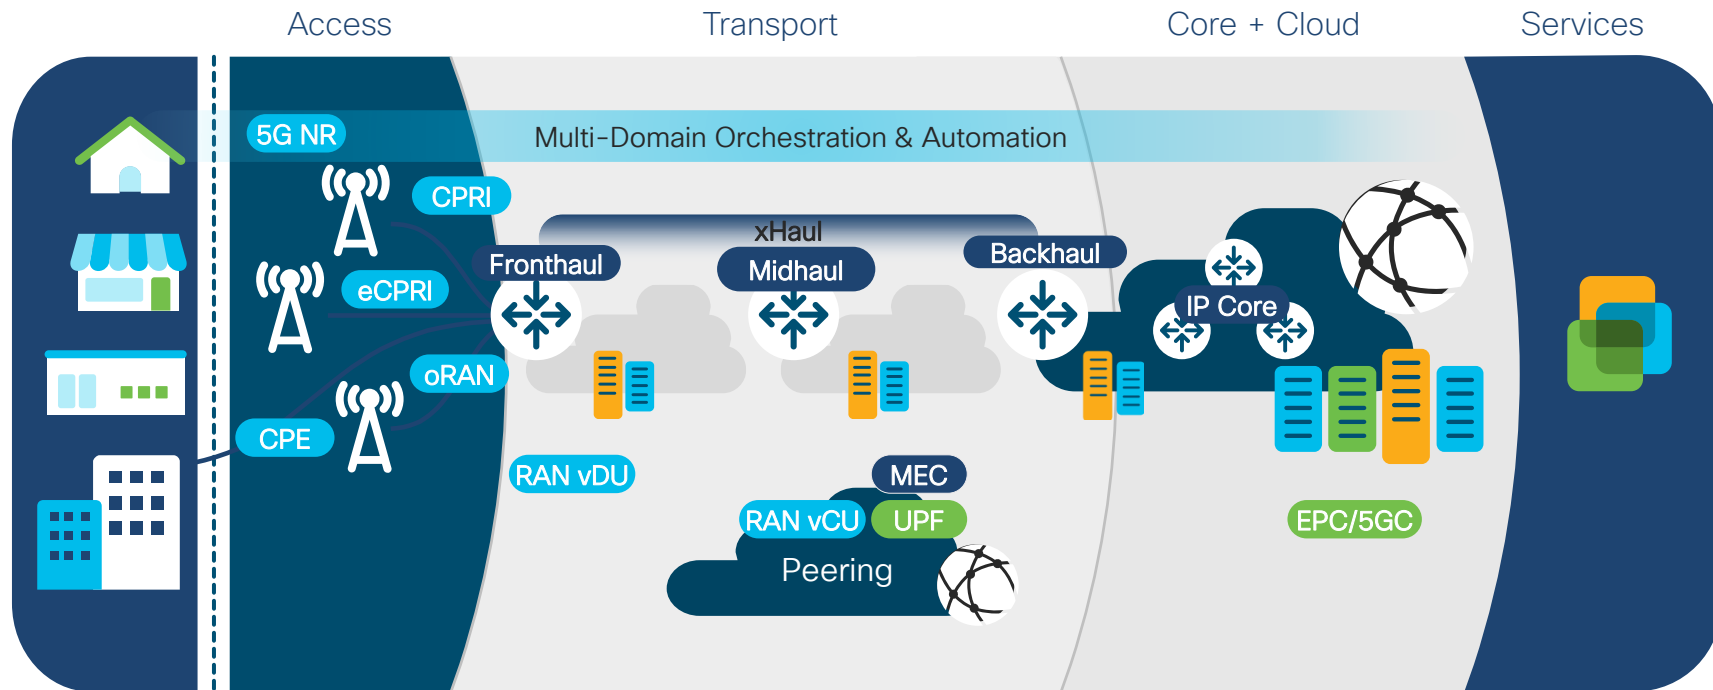 Access
Transport
Core + Cloud
Services
5G NR
Multi-Domain Orchestration & Automation
CPRI
xHaul
Fronthaul
Midhaul
Backhaul
eCPRI
IP Core
oRAN
CPE
RAN vDU
MEC
RAN vCU
UPF
EPC/5GC
Peering